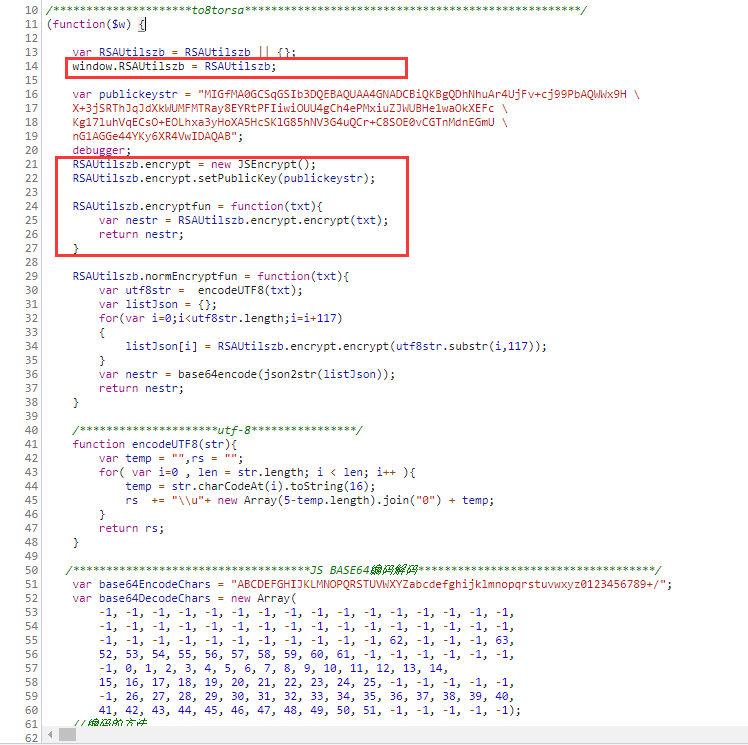 10 /*********************to8torsa***************************************************/
11 (function($w) {
12
13 var RSAUtilszb = RSAUtilszb || {};
14 window.RSAUtilszb = RSAUtilszb;
15
16 var publickeystr = "MIGfMA0GCSqGSIb3DQEBAQUAA4GNADCBiQKBgQDhNhuAr4UjFv+cj99PbAQWWx9H \
17 X+3jSRThJqJdXkWUMFMTRay8EYRtPFIiwiOUU4gCh4ePMxiuZJWUBHe1waOkXEFc \
18 Kg17luhVqECsO+EOLhxa3yHoXA5HcSKlG85hNV3G4uQCr+C8SOE0vCGTnMdnEGmU \
19 nG1AGGe44YKy6XR4VwIDAQAB";
20 debugger;
21 RSAUtilszb.encrypt = new JSEncrypt();
22 RSAUtilszb.encrypt.setPublicKey(publickeystr);
23
24 RSAUtilszb.encryptfun = function(txt){
25 var nestr = RSAUtilszb.encrypt.encrypt(txt);
26 return nestr;
27 }
28
29 RSAUtilszb.normEncryptfun = function(txt){
30 var utf8str = encodeUTF8(txt);
31 var listJson = {};
32 for(var i=0;i<utf8str.length;i=i+117)
33 {
34 listJson[i] = RSAUtilszb.encrypt.encrypt(utf8str.substr(i,117));
35 }
36 var nestr = base64encode(json2str(listJson));
37 return nestr;
38 }
39
40 /*********************utf-8****************/
41 function encodeUTF8(str){
42 var temp = "",rs = "";
43 for( var i=0 , len = str.length; i < len; i++ ){
44 temp = str.charCodeAt(i).toString(16);
45 rs += "\\u"+ new Array(5-temp.length).join("0") + temp;
46 }
47 return rs;
48 }
49
50 /************************************JS BASE64编码解码************************************/
51 var base64EncodeChars = "ABCDEFGHIJKLMNOPQRSTUVWXYZabcdefghijklmnopqrstuvwxyz0123456789+/";
52 var base64DecodeChars = new Array(
53 -1, -1, -1, -1, -1, -1, -1, -1, -1, -1, -1, -1, -1, -1, -1, -1,
54 -1, -1, -1, -1, -1, -1, -1, -1, -1, -1, -1, -1, -1, -1, -1, -1,
55 -1, -1, -1, -1, -1, -1, -1, -1, -1, -1, -1, 62, -1, -1, -1, 63,
56 52, 53, 54, 55, 56, 57, 58, 59, 60, 61, -1, -1, -1, -1, -1, -1,
57 -1, 0, 1, 2, 3, 4, 5, 6, 7, 8, 9, 10, 11, 12, 13, 14,
58 15, 16, 17, 18, 19, 20, 21, 22, 23, 24, 25, -1, -1, -1, -1, -1,
59 -1, 26, 27, 28, 29, 30, 31, 32, 33, 34, 35, 36, 37, 38, 39, 40,
60 41, 42, 43, 44, 45, 46, 47, 48, 49, 50, 51, -1, -1, -1, -1, -1);
61 //编码的方法
62